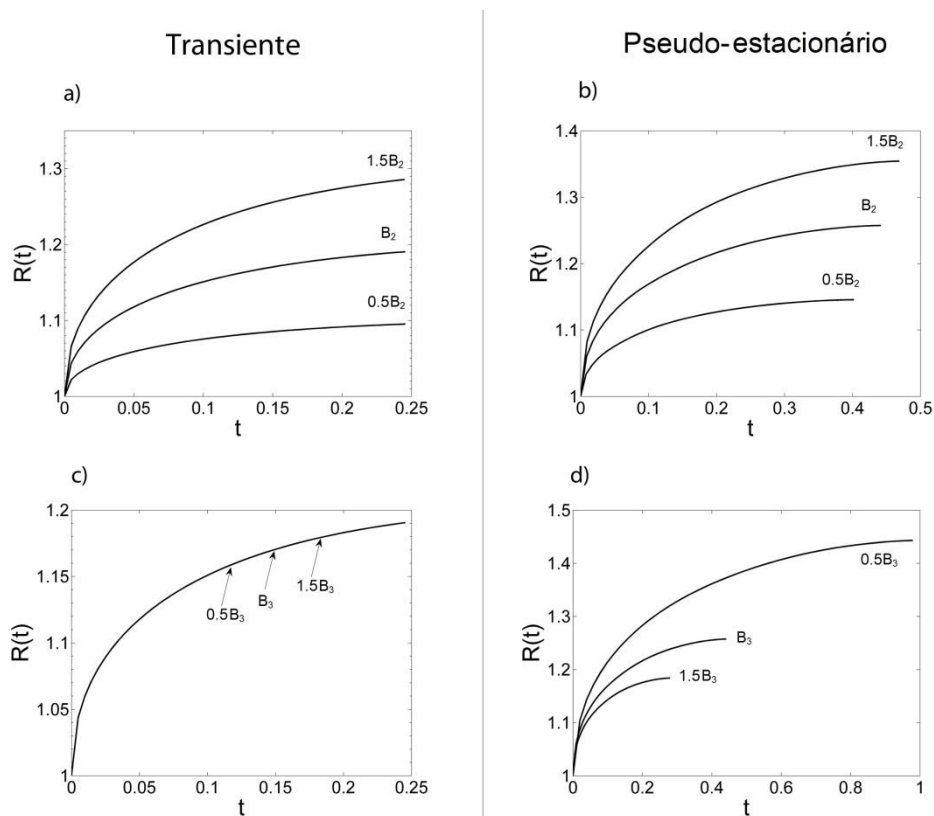 Transiente
Pseudo-estacionário
a)
R(t)
1.3
1.2
1.1
1
0
0.05
0.1
0.15
0.2
0.25
t
1.5B₂
B₂
0.5B₂
b)
R(t)
1.4
1.3
1.2
1.1
1
0
0.1
0.2
0.3
0.4
0.5
t
1.5B₂
B₂
0.5B₂
c)
R(t)
1.2
1.15
1.1
1.05
1
0
0.05
0.1
0.15
0.2
0.25
t
0.5B₃
B₃
1.5B₃
d)
R(t)
1.5
1.4
1.3
1.2
1.1
1
0
0.2
0.4
0.6
0.8
1
t
0.5B₃
B₃
1.5B₃